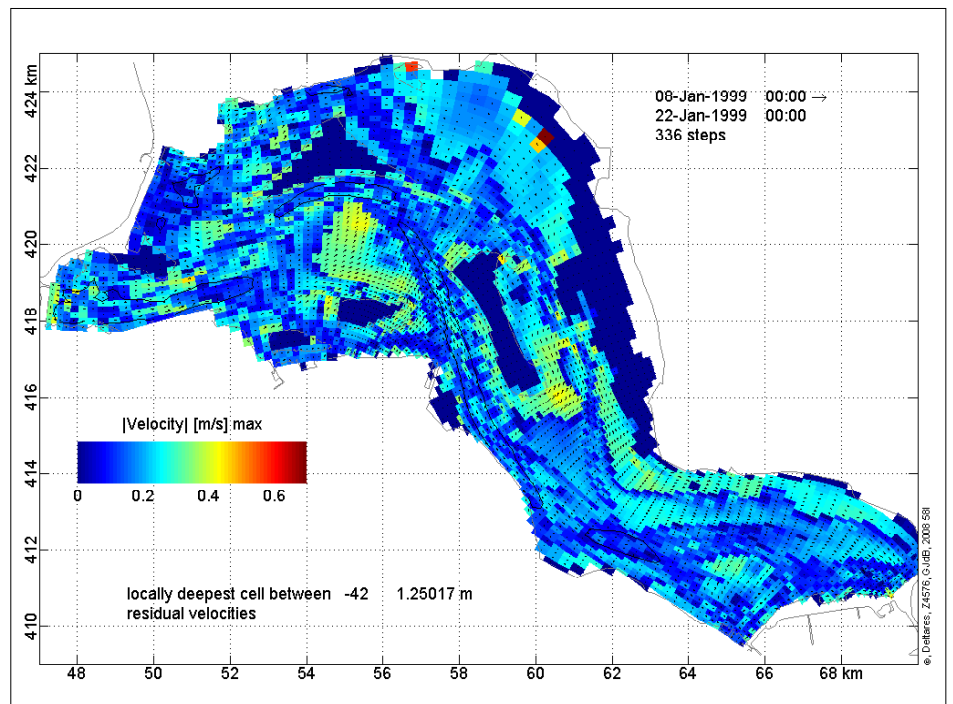 424 km
422
420
418
416
414
412
410
08-Jan-1999 00:00 →
22-Jan-1999 00:00
336 steps
|Velocity| [m/s] max
0 0.2 0.4 0.6
locally deepest cell between -42 1.25017 m
residual velocities
48 50 52 54 56 58 60 62 64 66 68 km
©, Deltares, Z4576, GJdB, 2008 58I